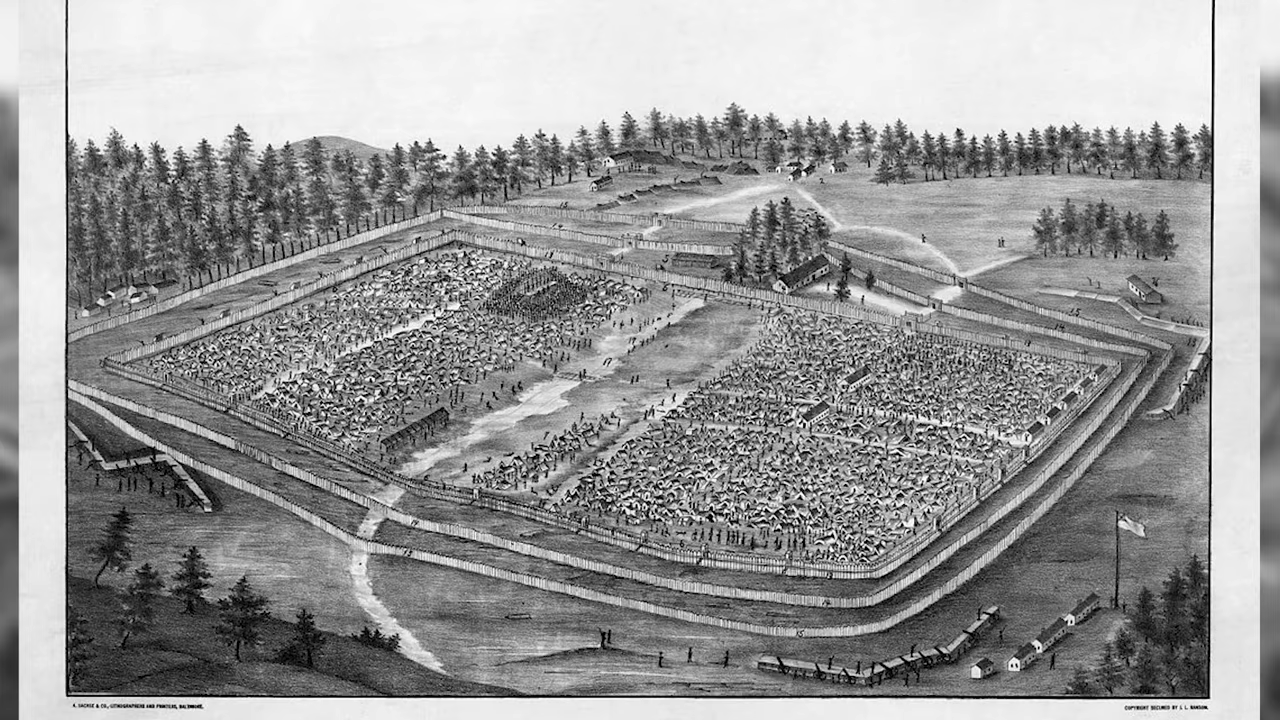 A. SACHSE & CO., LITHOGRAPHERS AND PRINTERS, BALTIMORE.
COPYRIGHT SECURED BY J. L. RANSOM.